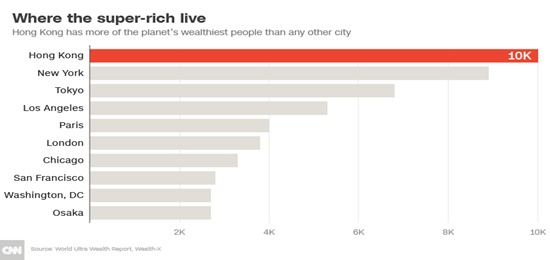 Where the super-rich live
Hong Kong has more of the planet's wealthiest people than any other city
Hong Kong
10K
New York
Tokyo
Los Angeles
Paris
London
Chicago
San Francisco
Washington, DC
Osaka
2K 4K 6K 8K 10K
CNN
Source: World Ultra Wealth Report, Wealth-X